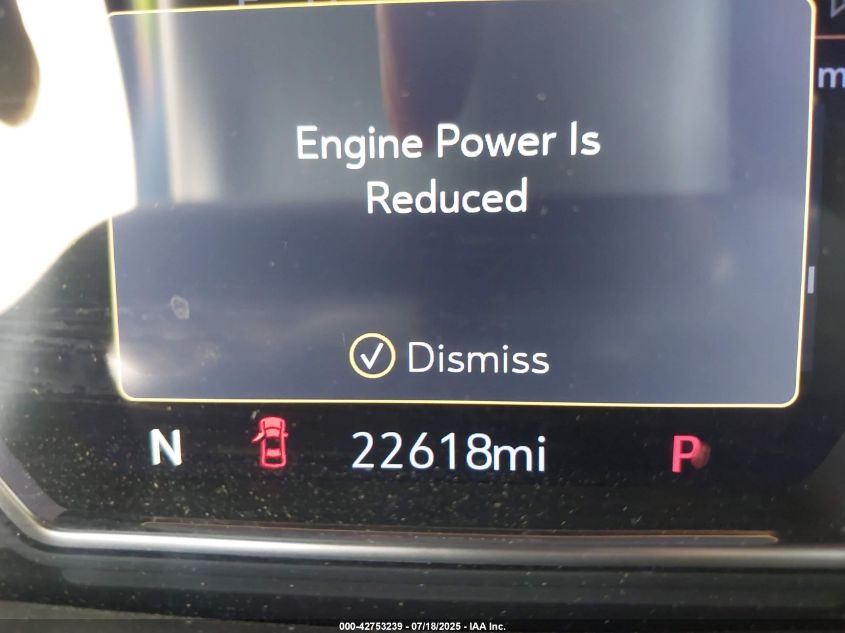 Engine Power Is
Reduced
Dismiss
N 22618mi P
000-42753239 - 07/18/2025 - IAA Inc.